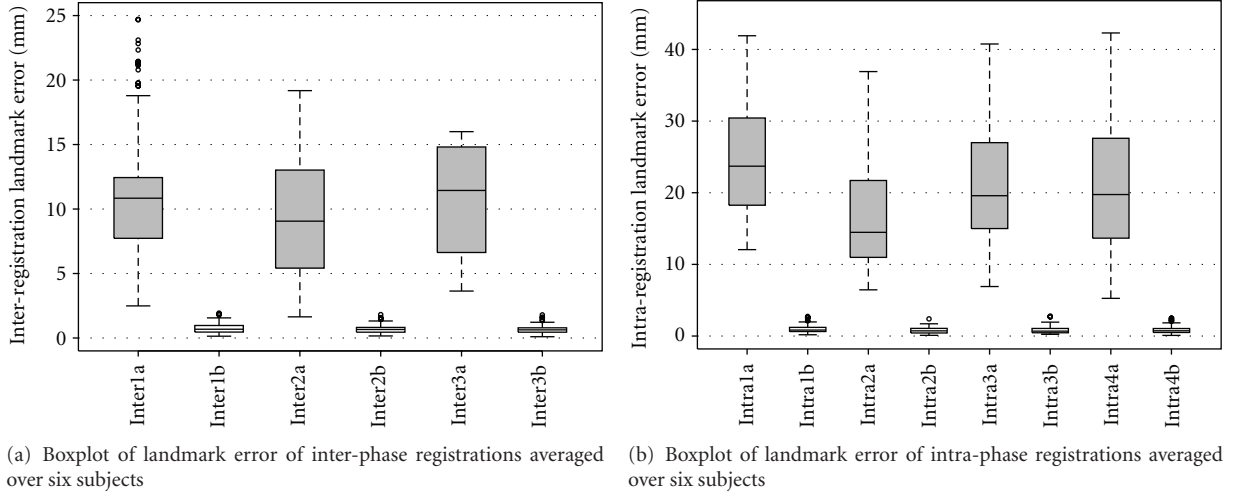 Inter-registration landmark error (mm)
25
20
15
10
5
0
Inter1a
Inter1b
Inter2a
Inter2b
Inter3a
Inter3b
(a) Boxplot of landmark error of inter-phase registrations averaged
over six subjects
Intra-registration landmark error (mm)
40
30
20
10
0
Intra1a
Intra1b
Intra2a
Intra2b
Intra3a
Intra3b
Intra4a
Intra4b
(b) Boxplot of landmark error of intra-phase registrations averaged
over six subjects